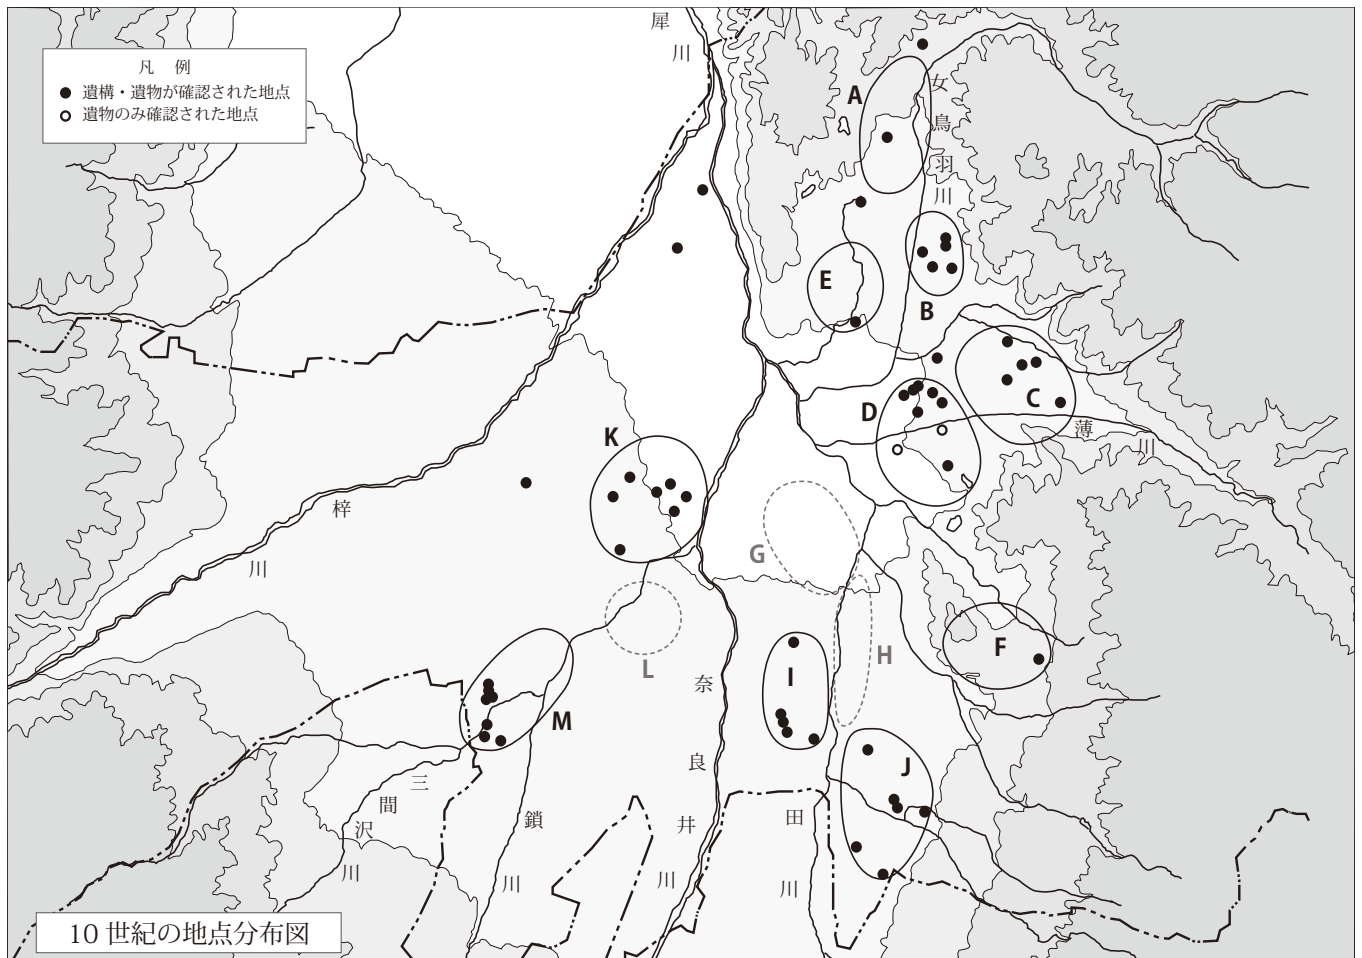 凡 例
遺構・遺物が確認された地点
遺物のみ確認された地点
犀川
女鳥羽川
A
E
B
C
D
薄川
K
梓川
G
F
H
L
I
M
J
奈良井川
三間沢川
鎖川
田川
10 世紀の地点分布図